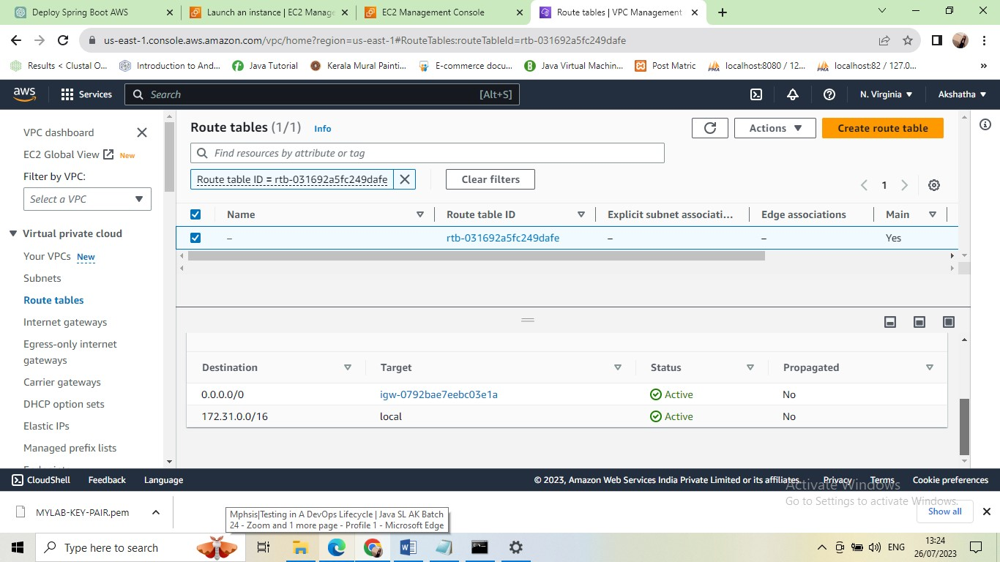 Deploy Spring Boot AWS
Launch an instance | EC2 Manage
EC2 Management Console
Route tables | VPC Management
us-east-1.console.aws.amazon.com/vpc/home?region=us-east-1#RouteTables:routeTableId=rtb-031692a5fc249dafe
Results < Clustal O...
Introduction to And...
Java Tutorial
Kerala Mural Painti...
E-commerce docu...
Java Virtual Machin...
Post Matric
localhost:8080 / 12...
localhost:82 / 127.0...
»
aws
Services
Search
[Alt+S]
N. Virginia
Akshatha
VPC dashboard
EC2 Global View
New
Filter by VPC:
Select a VPC
Virtual private cloud
Your VPCs
New
Subnets
Route tables
Internet gateways
Egress-only internet
gateways
Carrier gateways
DHCP option sets
Elastic IPs
Managed prefix lists
Route tables (1/1)
Info
Actions
Create route table
Find resources by attribute or tag
Route table ID = rtb-031692a5fc249dafe
Clear filters
1
Name
Route table ID
Explicit subnet associati...
Edge associations
Main
–
rtb-031692a5fc249dafe
–
–
Yes
Destination
Target
Status
Propagated
0.0.0.0/0
igw-0792bae7eebc03e1a
Active
No
172.31.0.0/16
local
Active
No
CloudShell
Feedback
Language
© 2023, Amazon Web Services India Private Limited or its affiliates.
Privacy
Terms
Cookie preferences
Activate Windows
Go to Settings to activate Windows.
MYLAB-KEY-PAIR.pem
Show all
Mphsis|Testing in A DevOps Lifecycle | Java SL AK Batch
24 - Zoom and 1 more page - Profile 1 - Microsoft Edge
Type here to search
ENG
13:24
26/07/2023